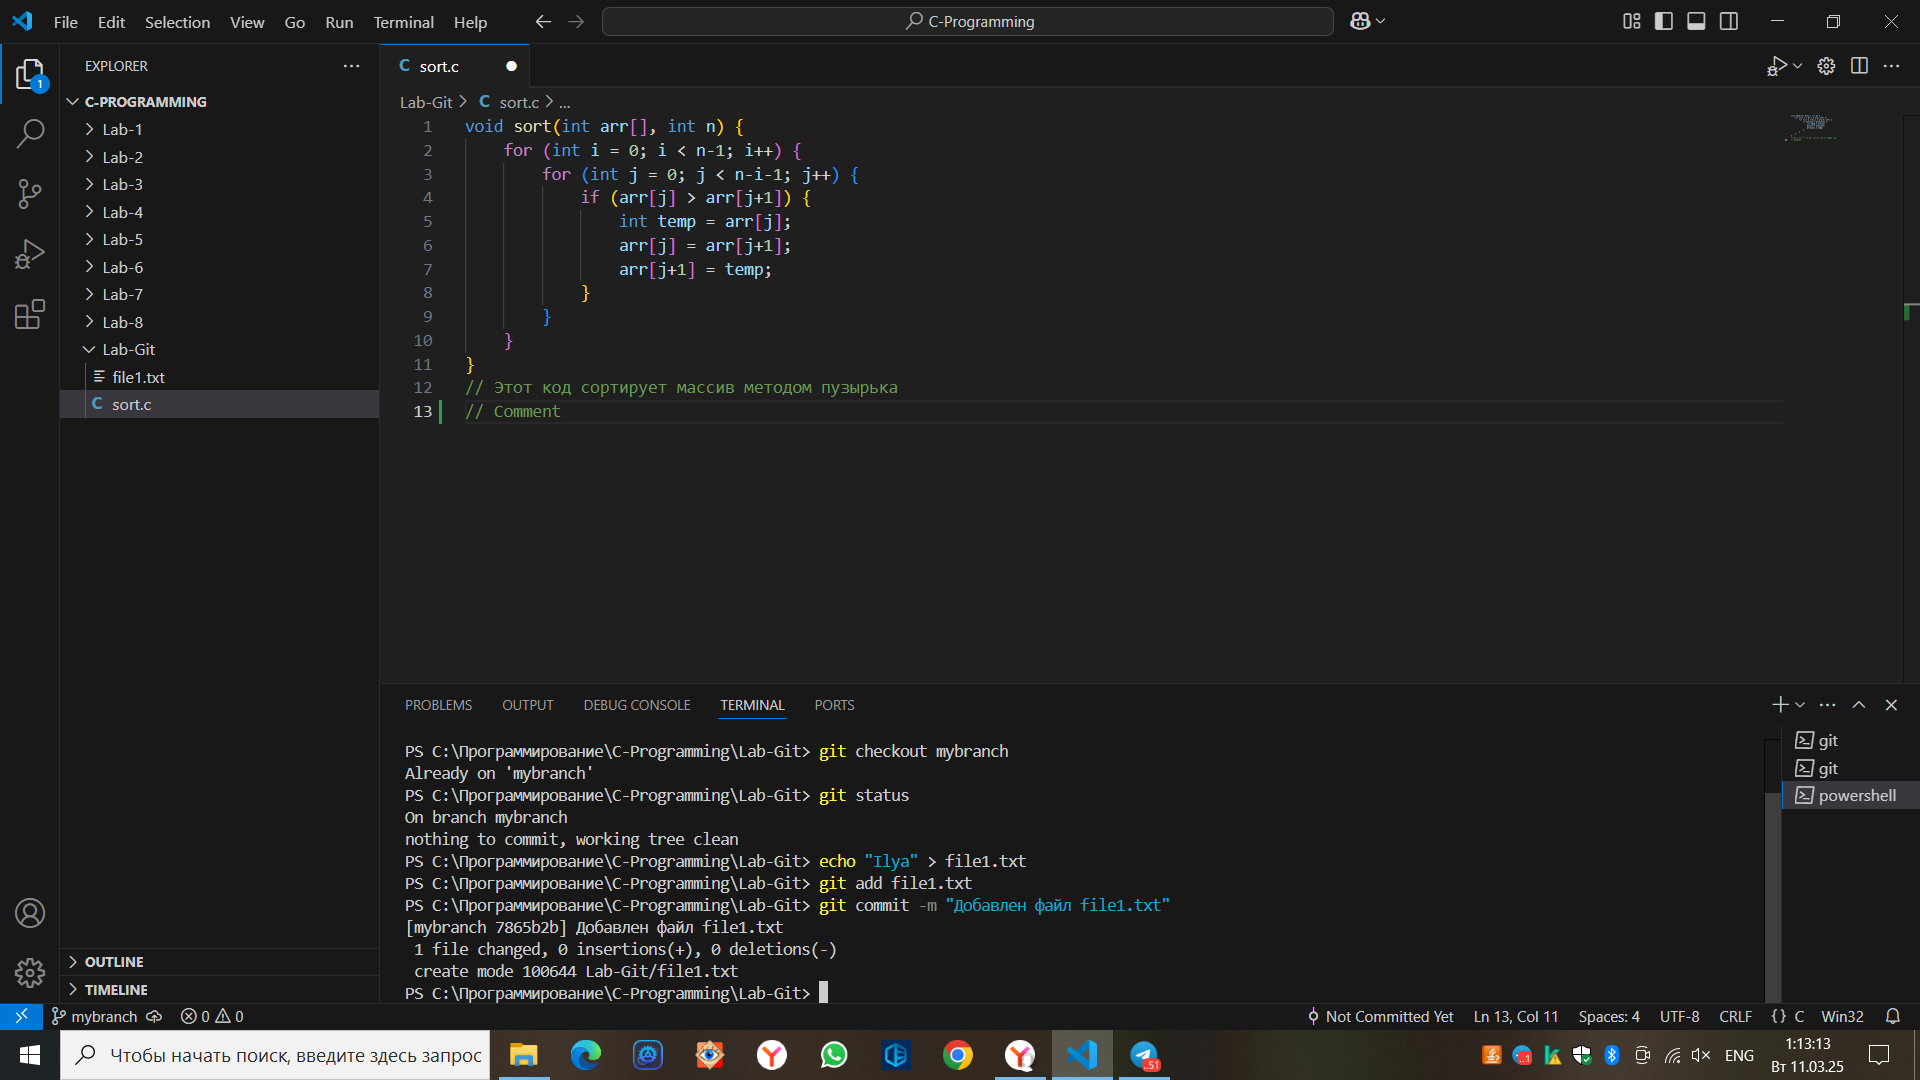 File Edit Selection View Go Run Terminal Help
C-Programming
EXPLORER
1
C-PROGRAMMING
Lab-1
Lab-2
Lab-3
Lab-4
Lab-5
Lab-6
Lab-7
Lab-8
Lab-Git
file1.txt
C sort.c
OUTLINE
TIMELINE
C sort.c
Lab-Git > C sort.c > ...
1 void sort(int arr[], int n) {
2 for (int i = 0; i < n-1; i++) {
3 for (int j = 0; j < n-i-1; j++) {
4 if (arr[j] > arr[j+1]) {
5 int temp = arr[j];
6 arr[j] = arr[j+1];
7 arr[j+1] = temp;
8 }
9 }
10 }
11 }
12 // Этот код сортирует массив методом пузырька
13 // Comment
PROBLEMS OUTPUT DEBUG CONSOLE TERMINAL PORTS
PS C:\Программирование\C-Programming\Lab-Git> git checkout mybranch
Already on 'mybranch'
PS C:\Программирование\C-Programming\Lab-Git> git status
On branch mybranch
nothing to commit, working tree clean
PS C:\Программирование\C-Programming\Lab-Git> echo "Ilya" > file1.txt
PS C:\Программирование\C-Programming\Lab-Git> git add file1.txt
PS C:\Программирование\C-Programming\Lab-Git> git commit -m "Добавлен файл file1.txt"
[mybranch 7865b2b] Добавлен файл file1.txt
1 file changed, 0 insertions(+), 0 deletions(-)
create mode 100644 Lab-Git/file1.txt
PS C:\Программирование\C-Programming\Lab-Git>
git
git
powershell
mybranch 0 0 Not Committed Yet Ln 13, Col 11 Spaces: 4 UTF-8 CRLF {} C Win32
Чтобы начать поиск, введите здесь запрос
..51
..1
ENG
1:13:13
Вт 11.03.25